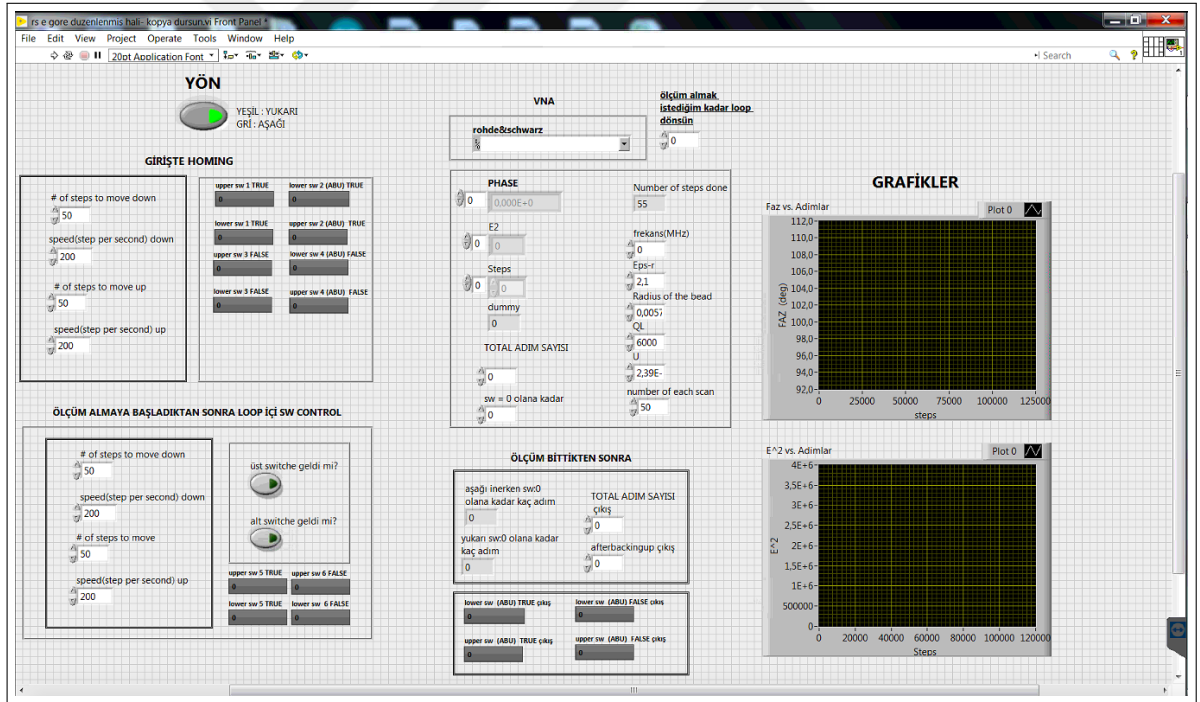 rs e gore duzenlenmis hali- kopya dursun.vi Front Panel *
File Edit View Project Operate Tools Window Help
20pt Application Font
Search
YÖN
YEŞİL : YUKARI
GRİ : AŞAĞI
GİRİŞTE HOMING
# of steps to move down
50
speed(step per second) down
200
# of steps to move up
50
speed(step per second) up
200
upper sw 1 TRUE
0
lower sw 2 (ABU) TRUE
0
lower sw 1 TRUE
0
upper sw 2 (ABU) TRUE
0
upper sw 3 FALSE
0
lower sw 4 (ABU) FALSE
0
lower sw 3 FALSE
0
upper sw 4 (ABU) FALSE
0
ÖLÇÜM ALMAYA BAŞLADIKTAN SONRA LOOP İÇİ SW CONTROL
# of steps to move down
50
speed(step per second) down
200
# of steps to move
50
speed(step per second) up
200
üst switche geldi mi?
alt switche geldi mi?
upper sw 5 TRUE
0
upper sw 6 FALSE
0
lower sw 5 TRUE
0
lower sw 6 FALSE
0
VNA
rohde&schwarz
ölçüm almak
istediğim kadar loop
dönsün
0
PHASE
0
0,000E+0
E2
0
0
Steps
0
0
dummy
0
TOTAL ADIM SAYISI
0
sw = 0 olana kadar
0
Number of steps done
55
frekans(MHz)
0
Eps-r
2,1
Radius of the bead
0,0057
QL
6000
U
2,39E-
number of each scan
50
ÖLÇÜM BİTTİKTEN SONRA
aşağı inerken sw:0
olana kadar kaç adım
0
yukarı sw:0 olana kadar
kaç adım
0
TOTAL ADIM SAYISI
çıkış
0
afterbackingup çıkış
0
lower sw (ABU) TRUE çıkış
0
lower sw (ABU) FALSE çıkış
0
upper sw (ABU) TRUE çıkış
0
upper sw (ABU) FALSE çıkış
0
GRAFİKLER
Faz vs. Adimlar
Plot 0
FAZ (deg)
112,0
110,0
108,0
106,0
104,0
102,0
100,0
98,0
96,0
94,0
92,0
0 25000 50000 75000 100000 125000
steps
E^2 vs. Adimlar
Plot 0
E^2
4E+6
3,5E+6
3E+6
2,5E+6
2E+6
1,5E+6
1E+6
500000
0
0 20000 40000 60000 80000 100000 120000
Steps